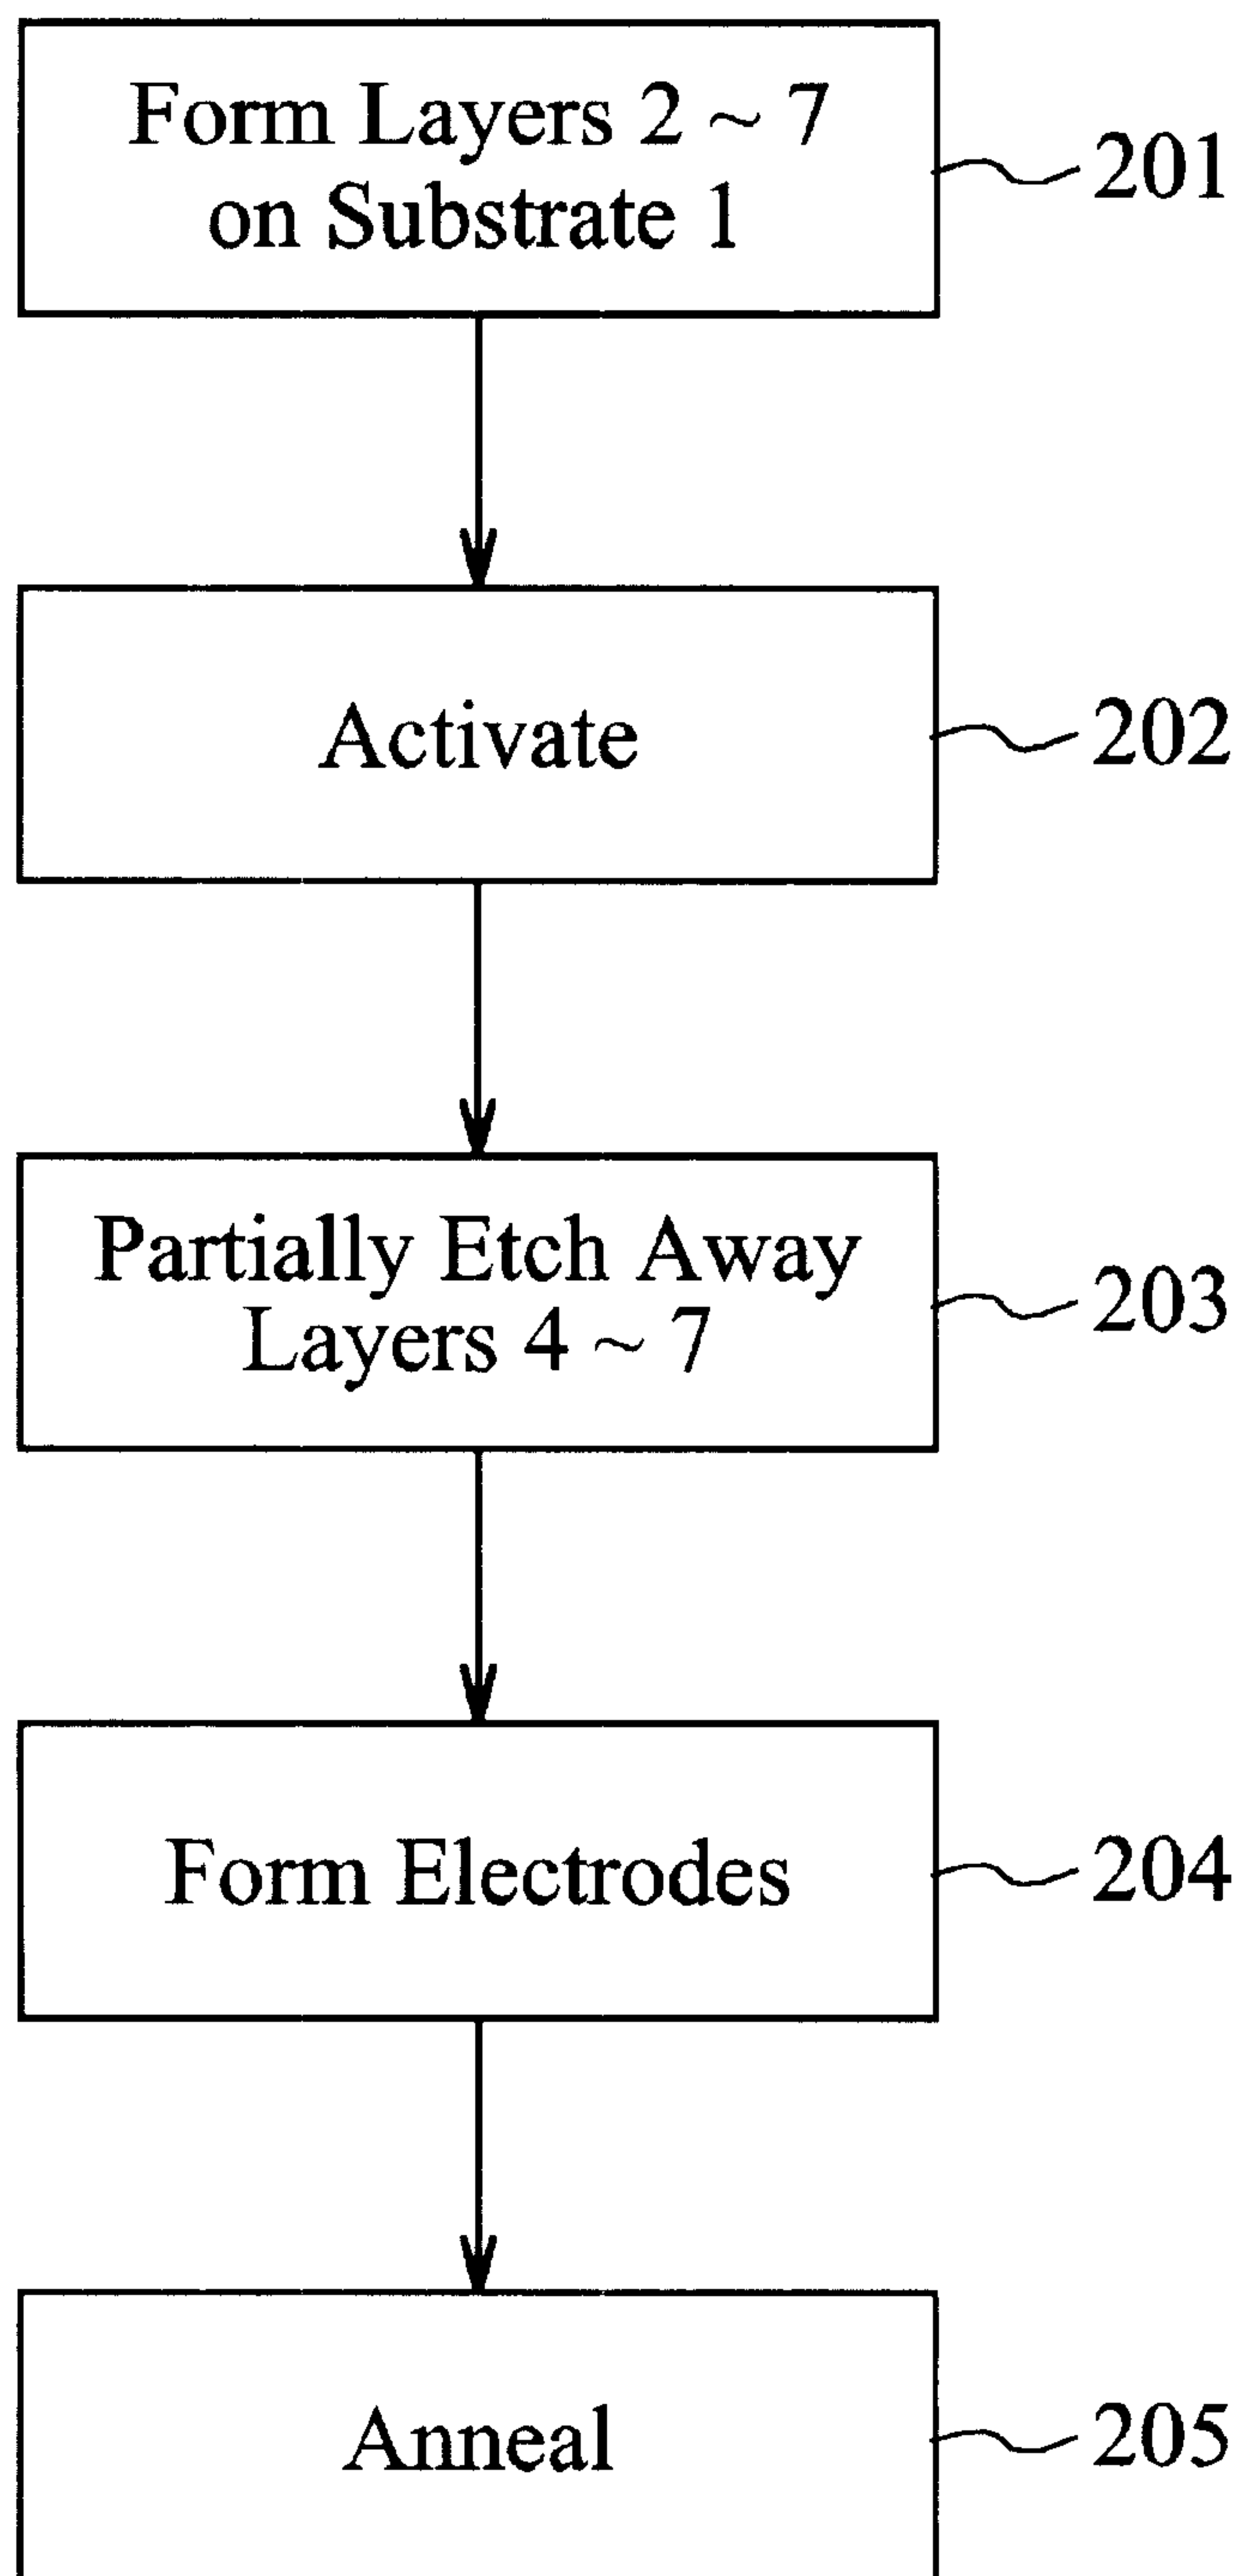 Form Layers 2 ~ 7
on Substrate 1
201
Activate
202
Partially Etch Away
Layers 4 ~ 7
203
Form Electrodes
204
Anneal
205